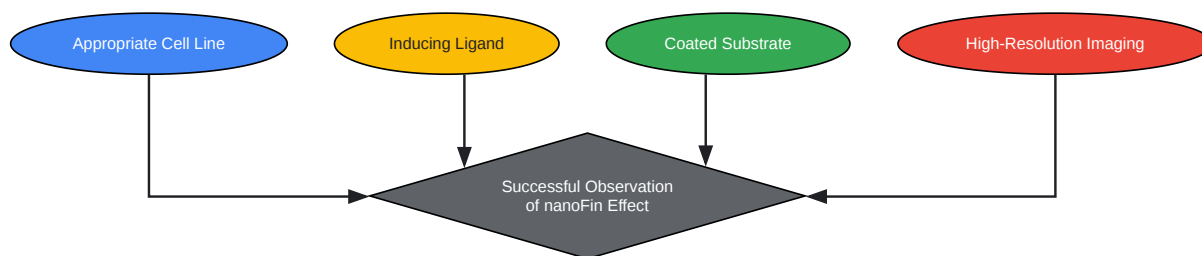 Appropriate Cell Line
Inducing Ligand
Coated Substrate
High-Resolution Imaging
Successful Observation
of nanoFin Effect